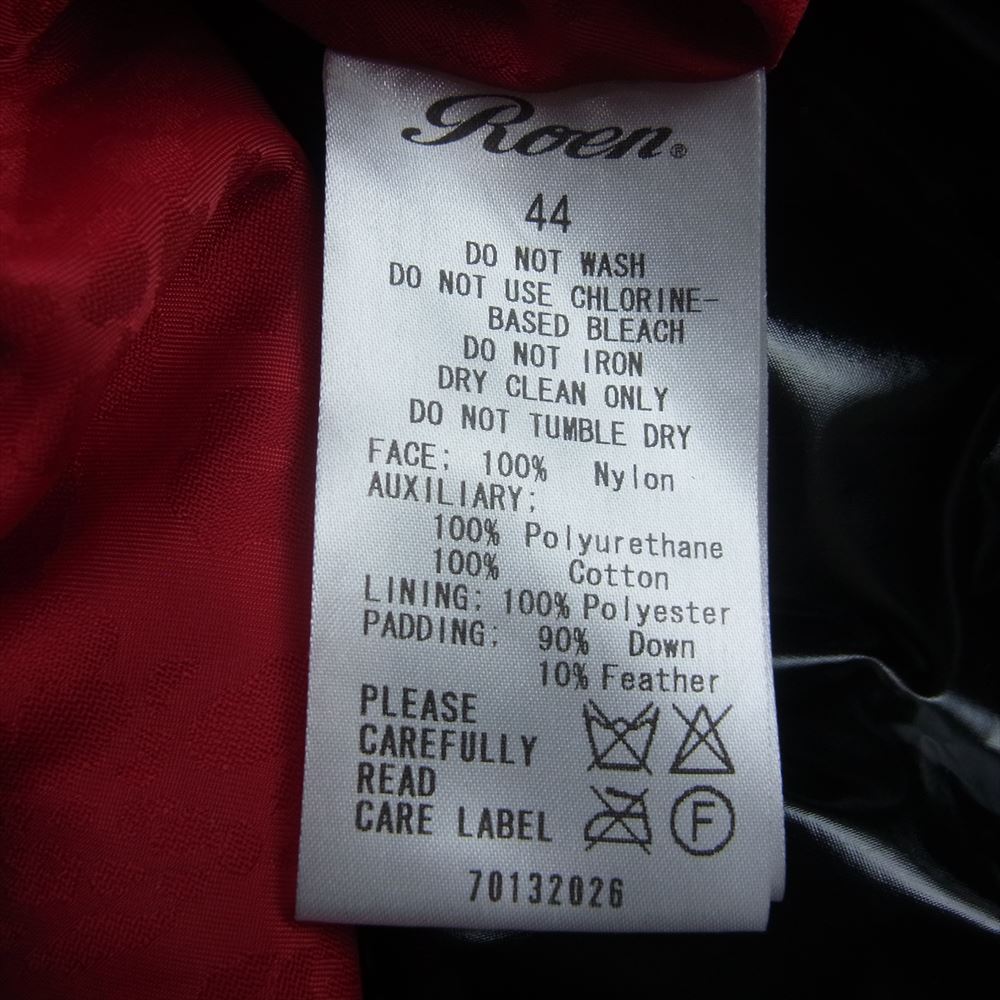 Roen®
44
DO NOT WASH
DO NOT USE CHLORINE-
BASED BLEACH
DO NOT IRON
DRY CLEAN ONLY
DO NOT TUMBLE DRY
FACE: 100% Nylon
AUXILIARY:
100% Polyurethane
100% Cotton
LINING: 100% Polyester
PADDING: 90% Down
10% Feather
PLEASE
CAREFULLY
READ
CARE LABEL
F
70132026